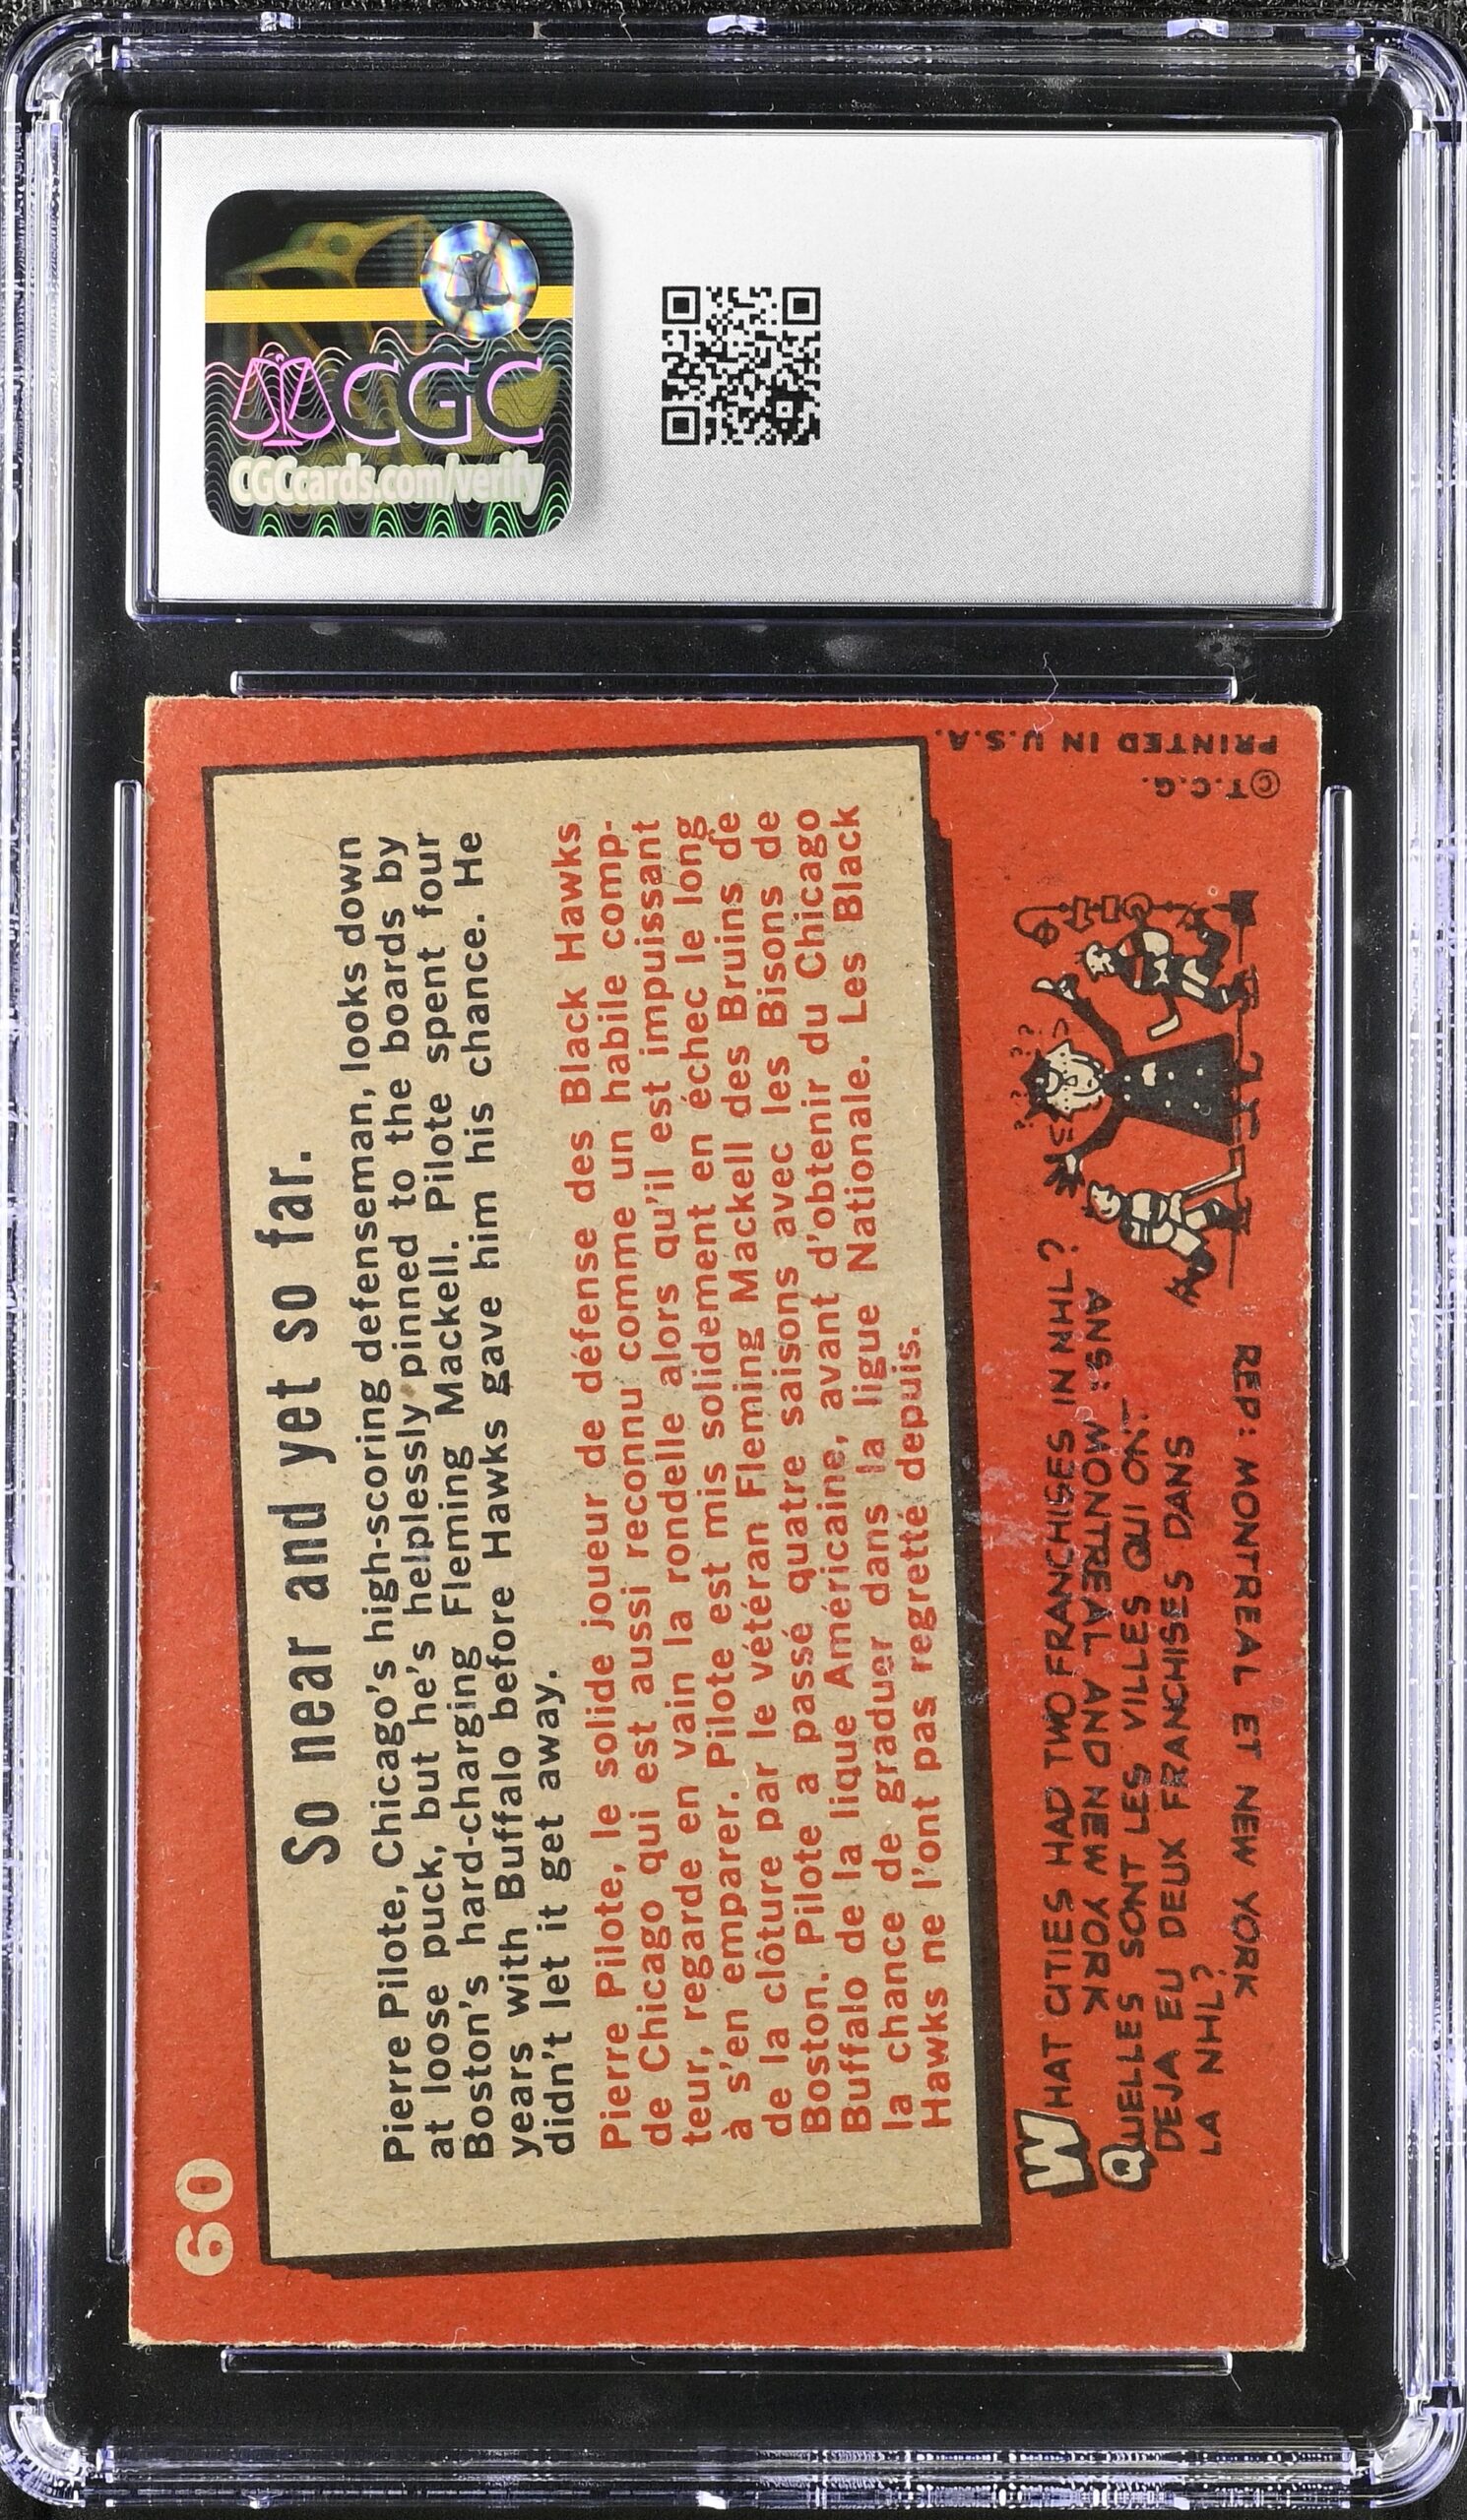 CGC
CGCcards.com/verify
60
So near and yet so far.
Pierre Pilote, Chicago's high-scoring defenseman, looks down
at loose puck, but he's helplessly pinned to the boards by
Boston's hard-charging Fleming Mackell. Pilote spent four
years with Buffalo before Hawks gave him his chance. He
didn't let it get away.
Pierre Pilote, le solide joueur de défense des Black Hawks
de Chicago qui est aussi reconnu comme un habile comp-
teur, regarde en vain la rondelle alors qu'il est impuissant
à s'en emparer. Pilote est mis solidement en échec le long
de la clôture par le vétéran Fleming Mackell des Bruins de
Boston. Pilote a passé quatre saisons avec les Bisons de
Buffalo de la lique Américaine, avant d'obtenir du Chicago
la chance de graduer dans la ligue Nationale. Les Black
Hawks ne l'ont pas regretté depuis.
WHAT CITIES HAD TWO FRANCHISES IN NHL?
ANS: MONTREAL AND NEW YORK
QUELLES SONT LES VILLES QUI ONT
DEJA EU DEUX FRANCHISES DANS
LA NHL?
REP: MONTREAL ET NEW YORK
© T.C.G.
PRINTED IN U.S.A.